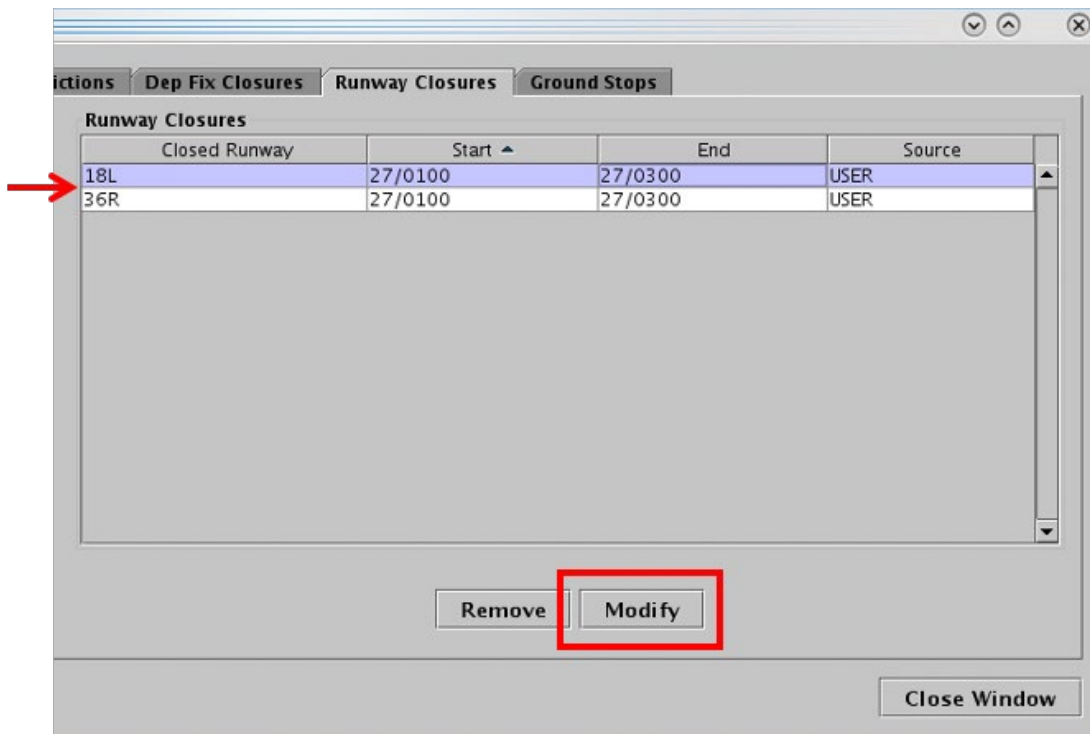 ictions Dep Fix Closures Runway Closures Ground Stops
Runway Closures
Closed Runway Start End Source
18L 27/0100 27/0300 USER
36R 27/0100 27/0300 USER
Remove Modify
Close Window